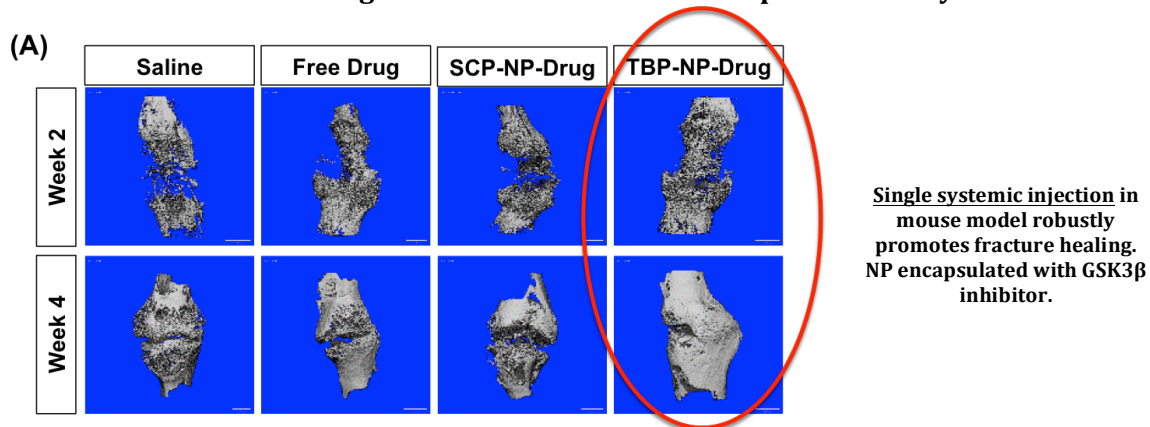 (A)
Saline
Free Drug
SCP-NP-Drug
TBP-NP-Drug
Week 2
Week 4
Single systemic injection in
mouse model robustly
promotes fracture healing.
NP encapsulated with GSK3β
inhibitor.